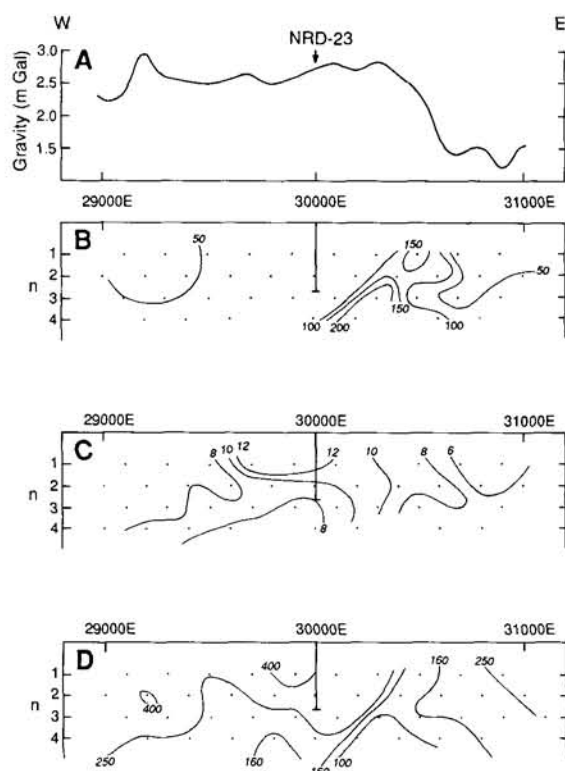 W E
NRD-23
A
Gravity (m Gal)
3.0
2.5
2.0
1.5
29000E 30000E 31000E
B
n
1
2
3
4
50
150
50
100 200 150 100
29000E 30000E 31000E
C
n
1
2
3
4
8 10 12 12 10 8 6
8
29000E 30000E 31000E
D
n
1
2
3
4
400 160 250
400
250 160 160 100